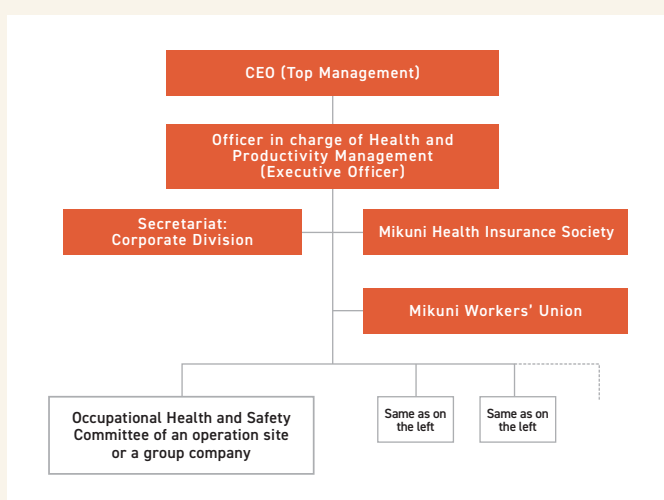 CEO (Top Management)
Officer in charge of Health and
Productivity Management
(Executive Officer)
Secretariat:
Corporate Division
Mikuni Health Insurance Society
Mikuni Workers' Union
Occupational Health and Safety
Committee of an operation site
or a group company
Same as on
the left
Same as on
the left